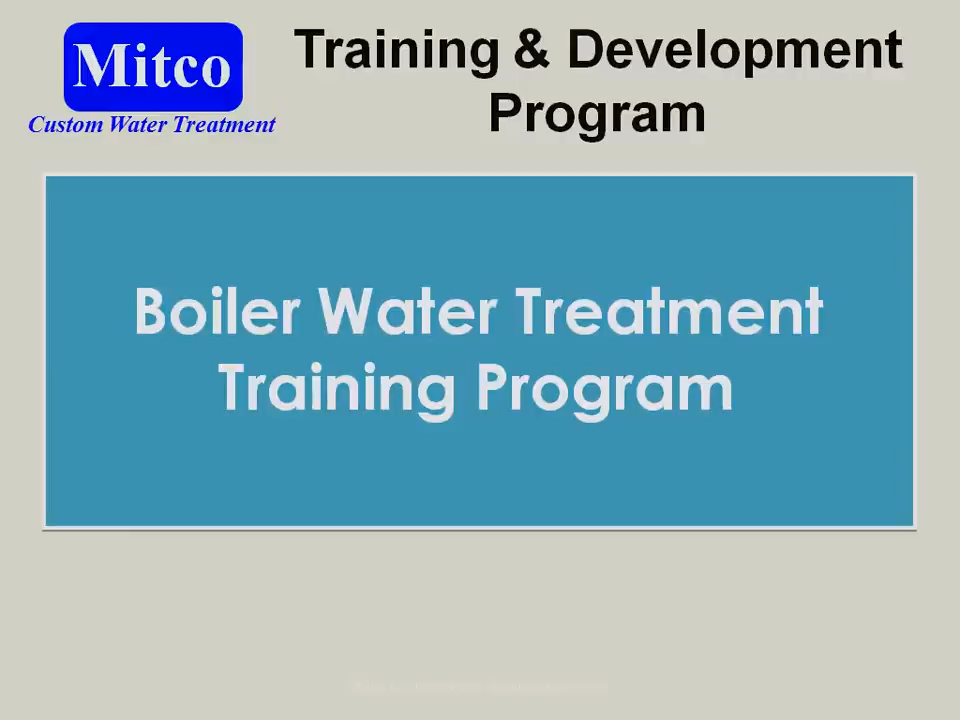 Mitco
Custom Water Treatment
Training & Development
Program
Boiler Water Treatment
Training Program